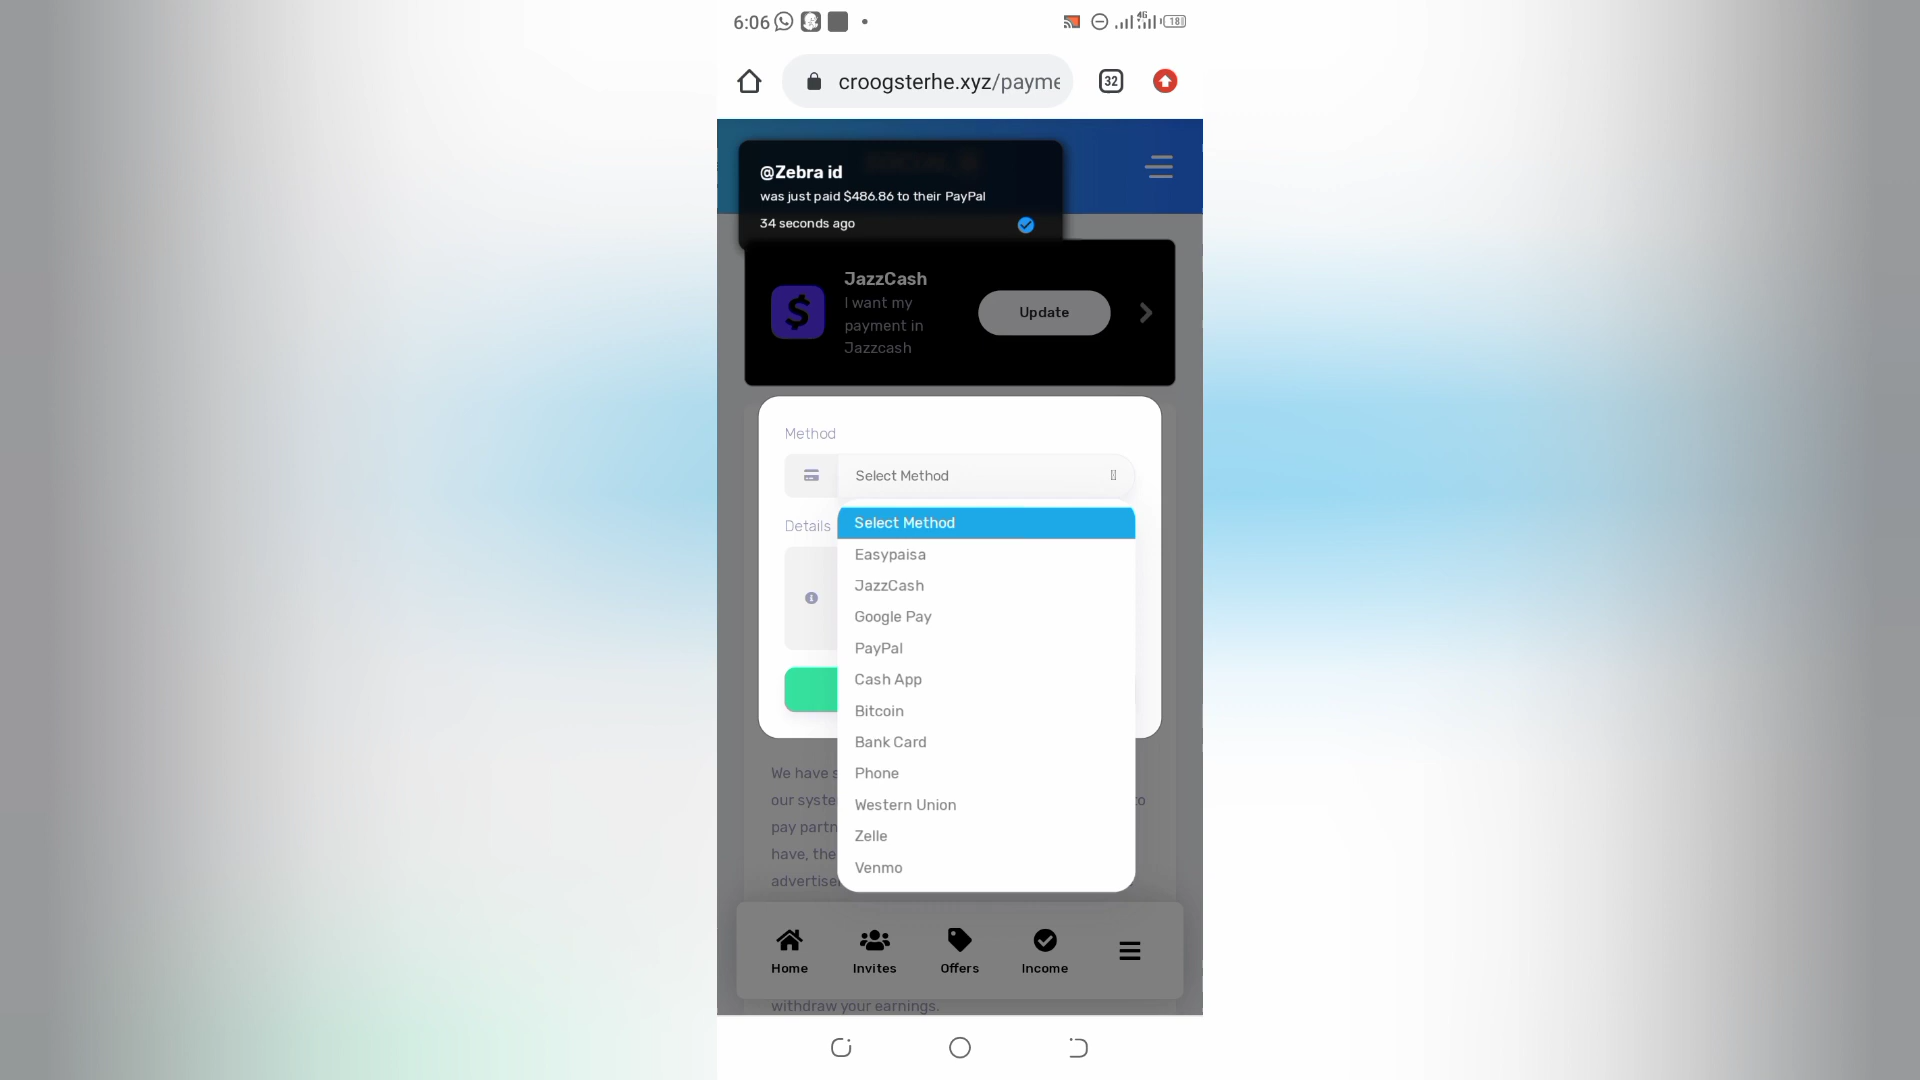 6:06
4G
18
croogsterhe.xyz/payme
32
@Zebra id
was just paid $486.86 to their PayPal
34 seconds ago
JazzCash
I want my
payment in
Jazzcash
Update
Method
Select Method
Details
Select Method
Easypaisa
JazzCash
Google Pay
PayPal
Cash App
Bitcoin
Bank Card
Phone
Western Union
Zelle
Venmo
We have s
our syste to
pay partn
have, the
advertise
Home
Invites
Offers
Income
withdraw your earnings.